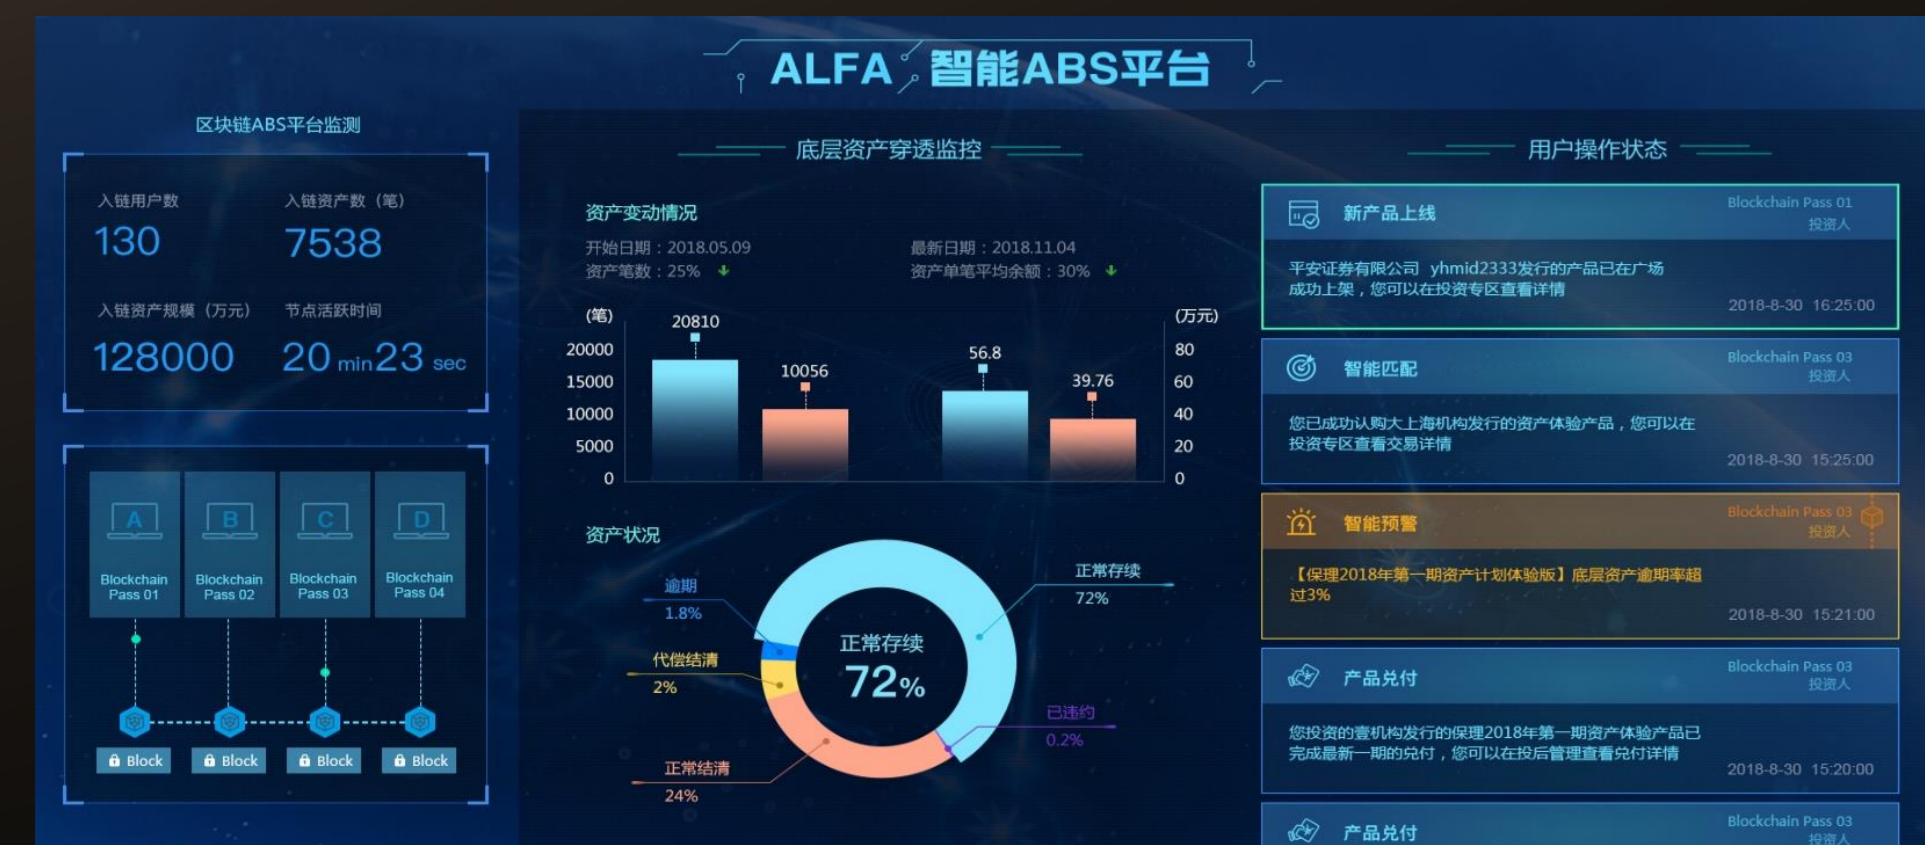 ALFA 智能ABS平台
区块链ABS平台监测
入链用户数
130
入链资产数（笔）
7538
入链资产规模（万元）
128000
节点活跃时间
20 min 23 sec
A
B
C
D
Blockchain
Pass 01
Blockchain
Pass 02
Blockchain
Pass 03
Blockchain
Pass 04
Block
Block
Block
Block
底层资产穿透监控
资产变动情况
开始日期：2018.05.09
资产笔数：25%
最新日期：2018.11.04
资产单笔平均余额：30%
(笔)
20000
15000
10000
5000
0
20810
10056
56.8
39.76
(万元)
80
60
40
20
0
资产状况
逾期
1.8%
代偿结清
2%
正常结清
24%
正常存续
72%
正常存续
72%
已违约
0.2%
用户操作状态
新产品上线
Blockchain Pass 01
投资人
平安证券有限公司 yhmid2333发行的产品已在广场
成功上架，您可以在投资专区查看详情
2018-8-30 16:25:00
智能匹配
Blockchain Pass 03
投资人
您已成功认购大上海机构发行的资产体验产品，您可以在
投资专区查看交易详情
2018-8-30 15:25:00
智能预警
Blockchain Pass 03
投资人
【保理2018年第一期资产计划体验版】底层资产逾期率超
过3%
2018-8-30 15:21:00
产品兑付
Blockchain Pass 03
投资人
您投资的壹机构发行的保理2018年第一期资产体验产品已
完成最新一期的兑付，您可以在投后管理查看兑付详情
2018-8-30 15:20:00
产品兑付
Blockchain Pass 03
投资人